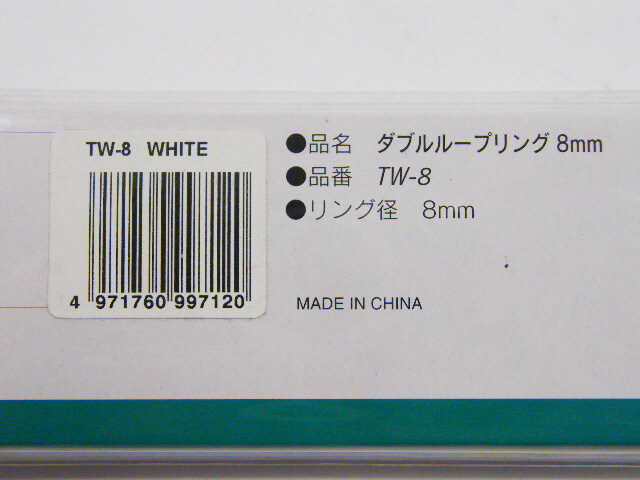 TW-8 WHITE
4 971760 997120
●品名 ダブルループリング 8mm
●品番 TW-8
●リング径 8mm
MADE IN CHINA